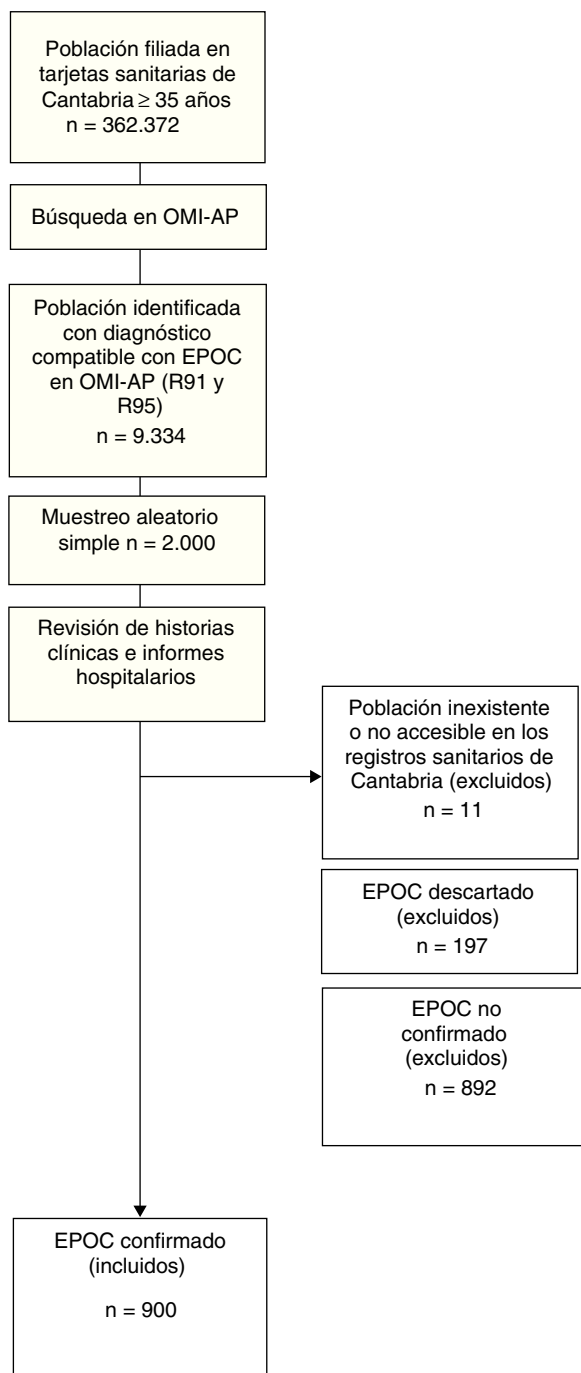 Población filiada en
tarjetas sanitarias de
Cantabria ≥ 35 años
n = 362.372
Búsqueda en OMI-AP
Población identificada
con diagnóstico
compatible con EPOC
en OMI-AP (R91 y
R95)
n = 9.334
Muestreo aleatorio
simple n = 2.000
Revisión de historias
clínicas e informes
hospitalarios
Población inexistente
o no accesible en los
registros sanitarios de
Cantabria (excluidos)
n = 11
EPOC descartado
(excluidos)
n = 197
EPOC no
confirmado
(excluidos)
n = 892
EPOC confirmado
(incluidos)
n = 900